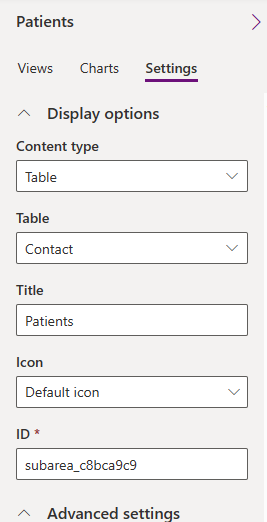 Patients
Views Charts Settings
Display options
Content type
Table
Table
Contact
Title
Patients
Icon
Default icon
ID *
subarea_c8bca9c9
Advanced settings